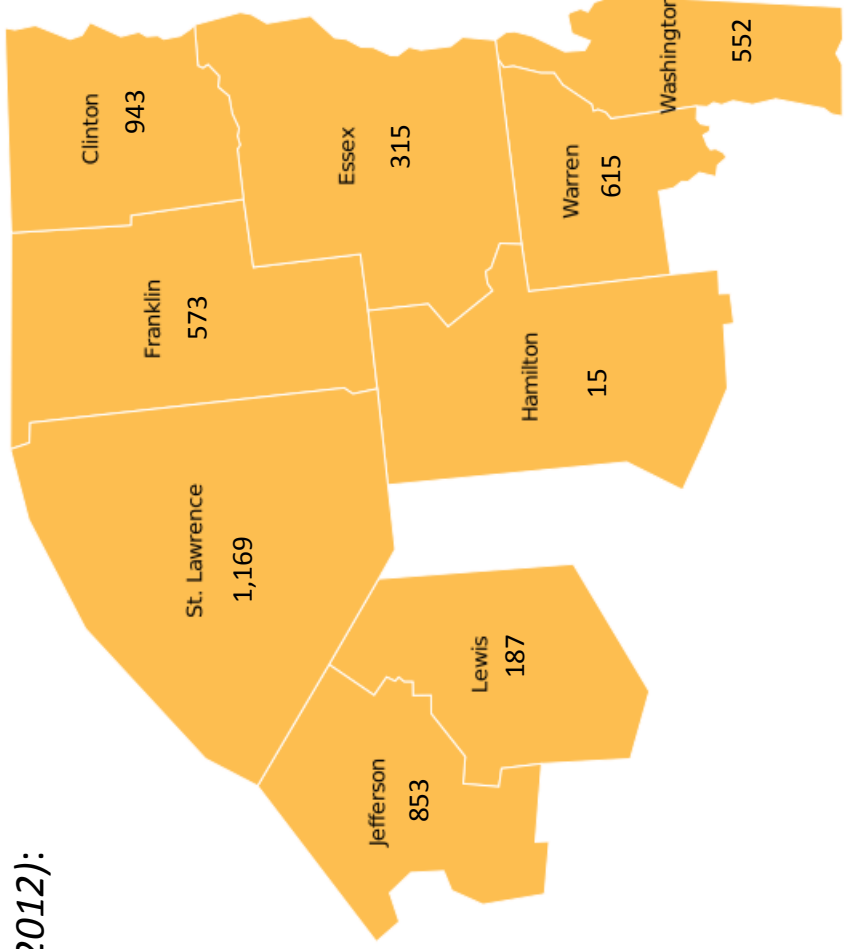 2012):
Clinton
943
Franklin
573
St. Lawrence
1,169
Essex
315
Jefferson
853
Lewis
187
Hamilton
15
Warren
615
Washington
552